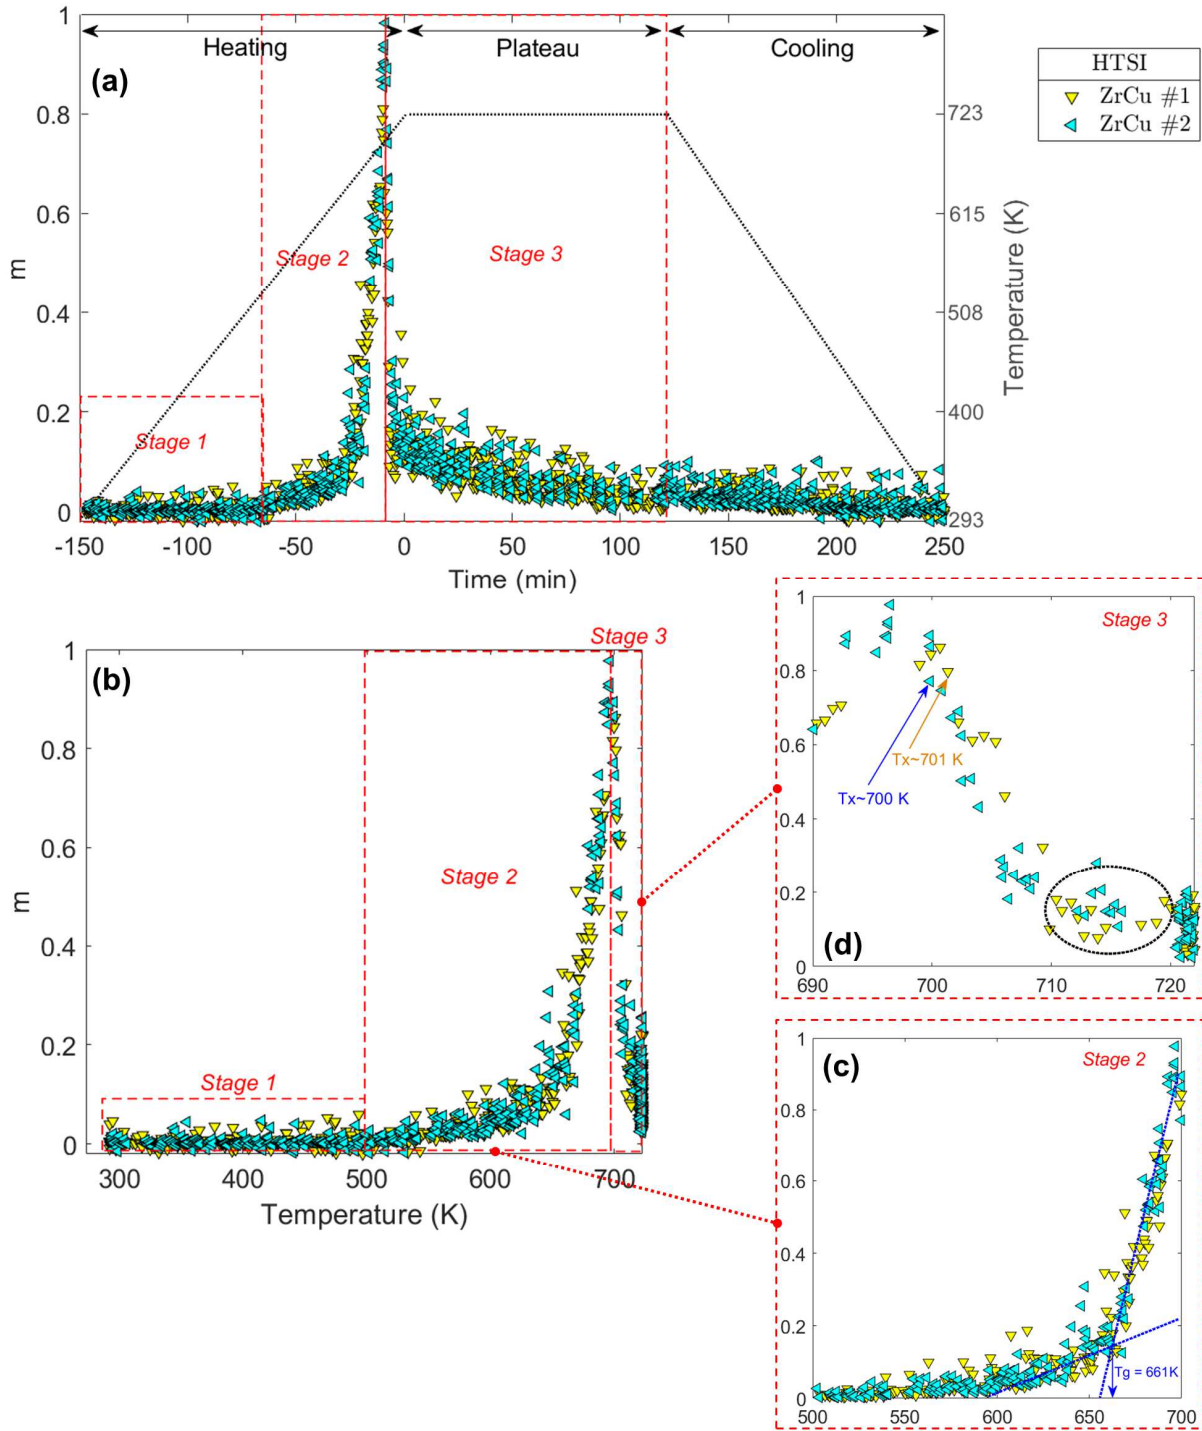 (a)
Heating
Plateau
Cooling
Stage 1
Stage 2
Stage 3
m
1
0.8
0.6
0.4
0.2
0
-150
-100
-50
0
50
100
150
200
250
Time (min)
723
615
508
400
293
Temperature (K)
HTSI
ZrCu #1
ZrCu #2
(b)
Stage 1
Stage 2
Stage 3
m
1
0.8
0.6
0.4
0.2
0
300
400
500
600
700
Temperature (K)
Stage 3
1
0.8
0.6
0.4
0.2
0
Tx~701 K
Tx~700 K
(d)
690
700
710
720
(c)
Stage 2
1
0.8
0.6
0.4
0.2
0
Tg = 661K
500
550
600
650
700